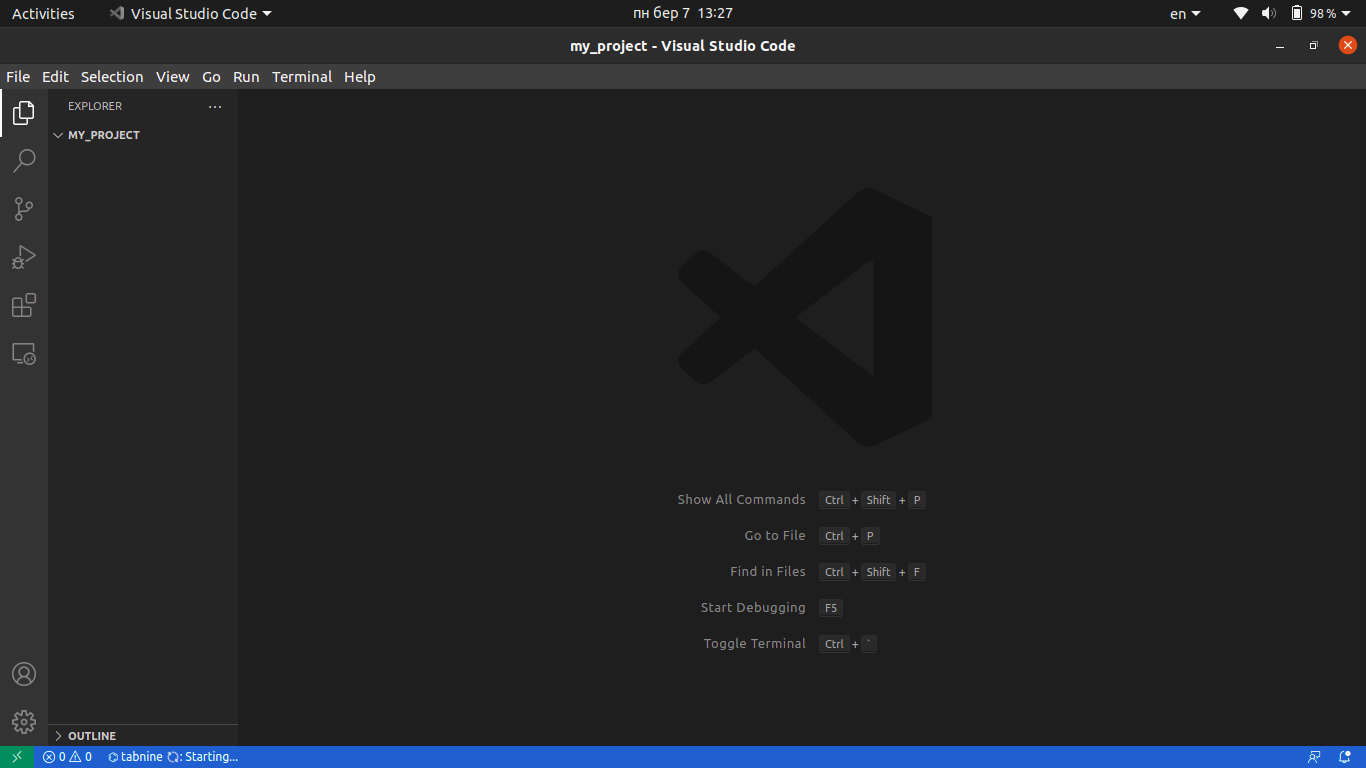 Activities Visual Studio Code пн бер 7 13:27 en 98 %
my_project - Visual Studio Code
File Edit Selection View Go Run Terminal Help
EXPLORER ...
MY_PROJECT
Show All Commands Ctrl + Shift + P
Go to File Ctrl + P
Find in Files Ctrl + Shift + F
Start Debugging F5
Toggle Terminal Ctrl + `
OUTLINE
0 0 tabnine : Starting...